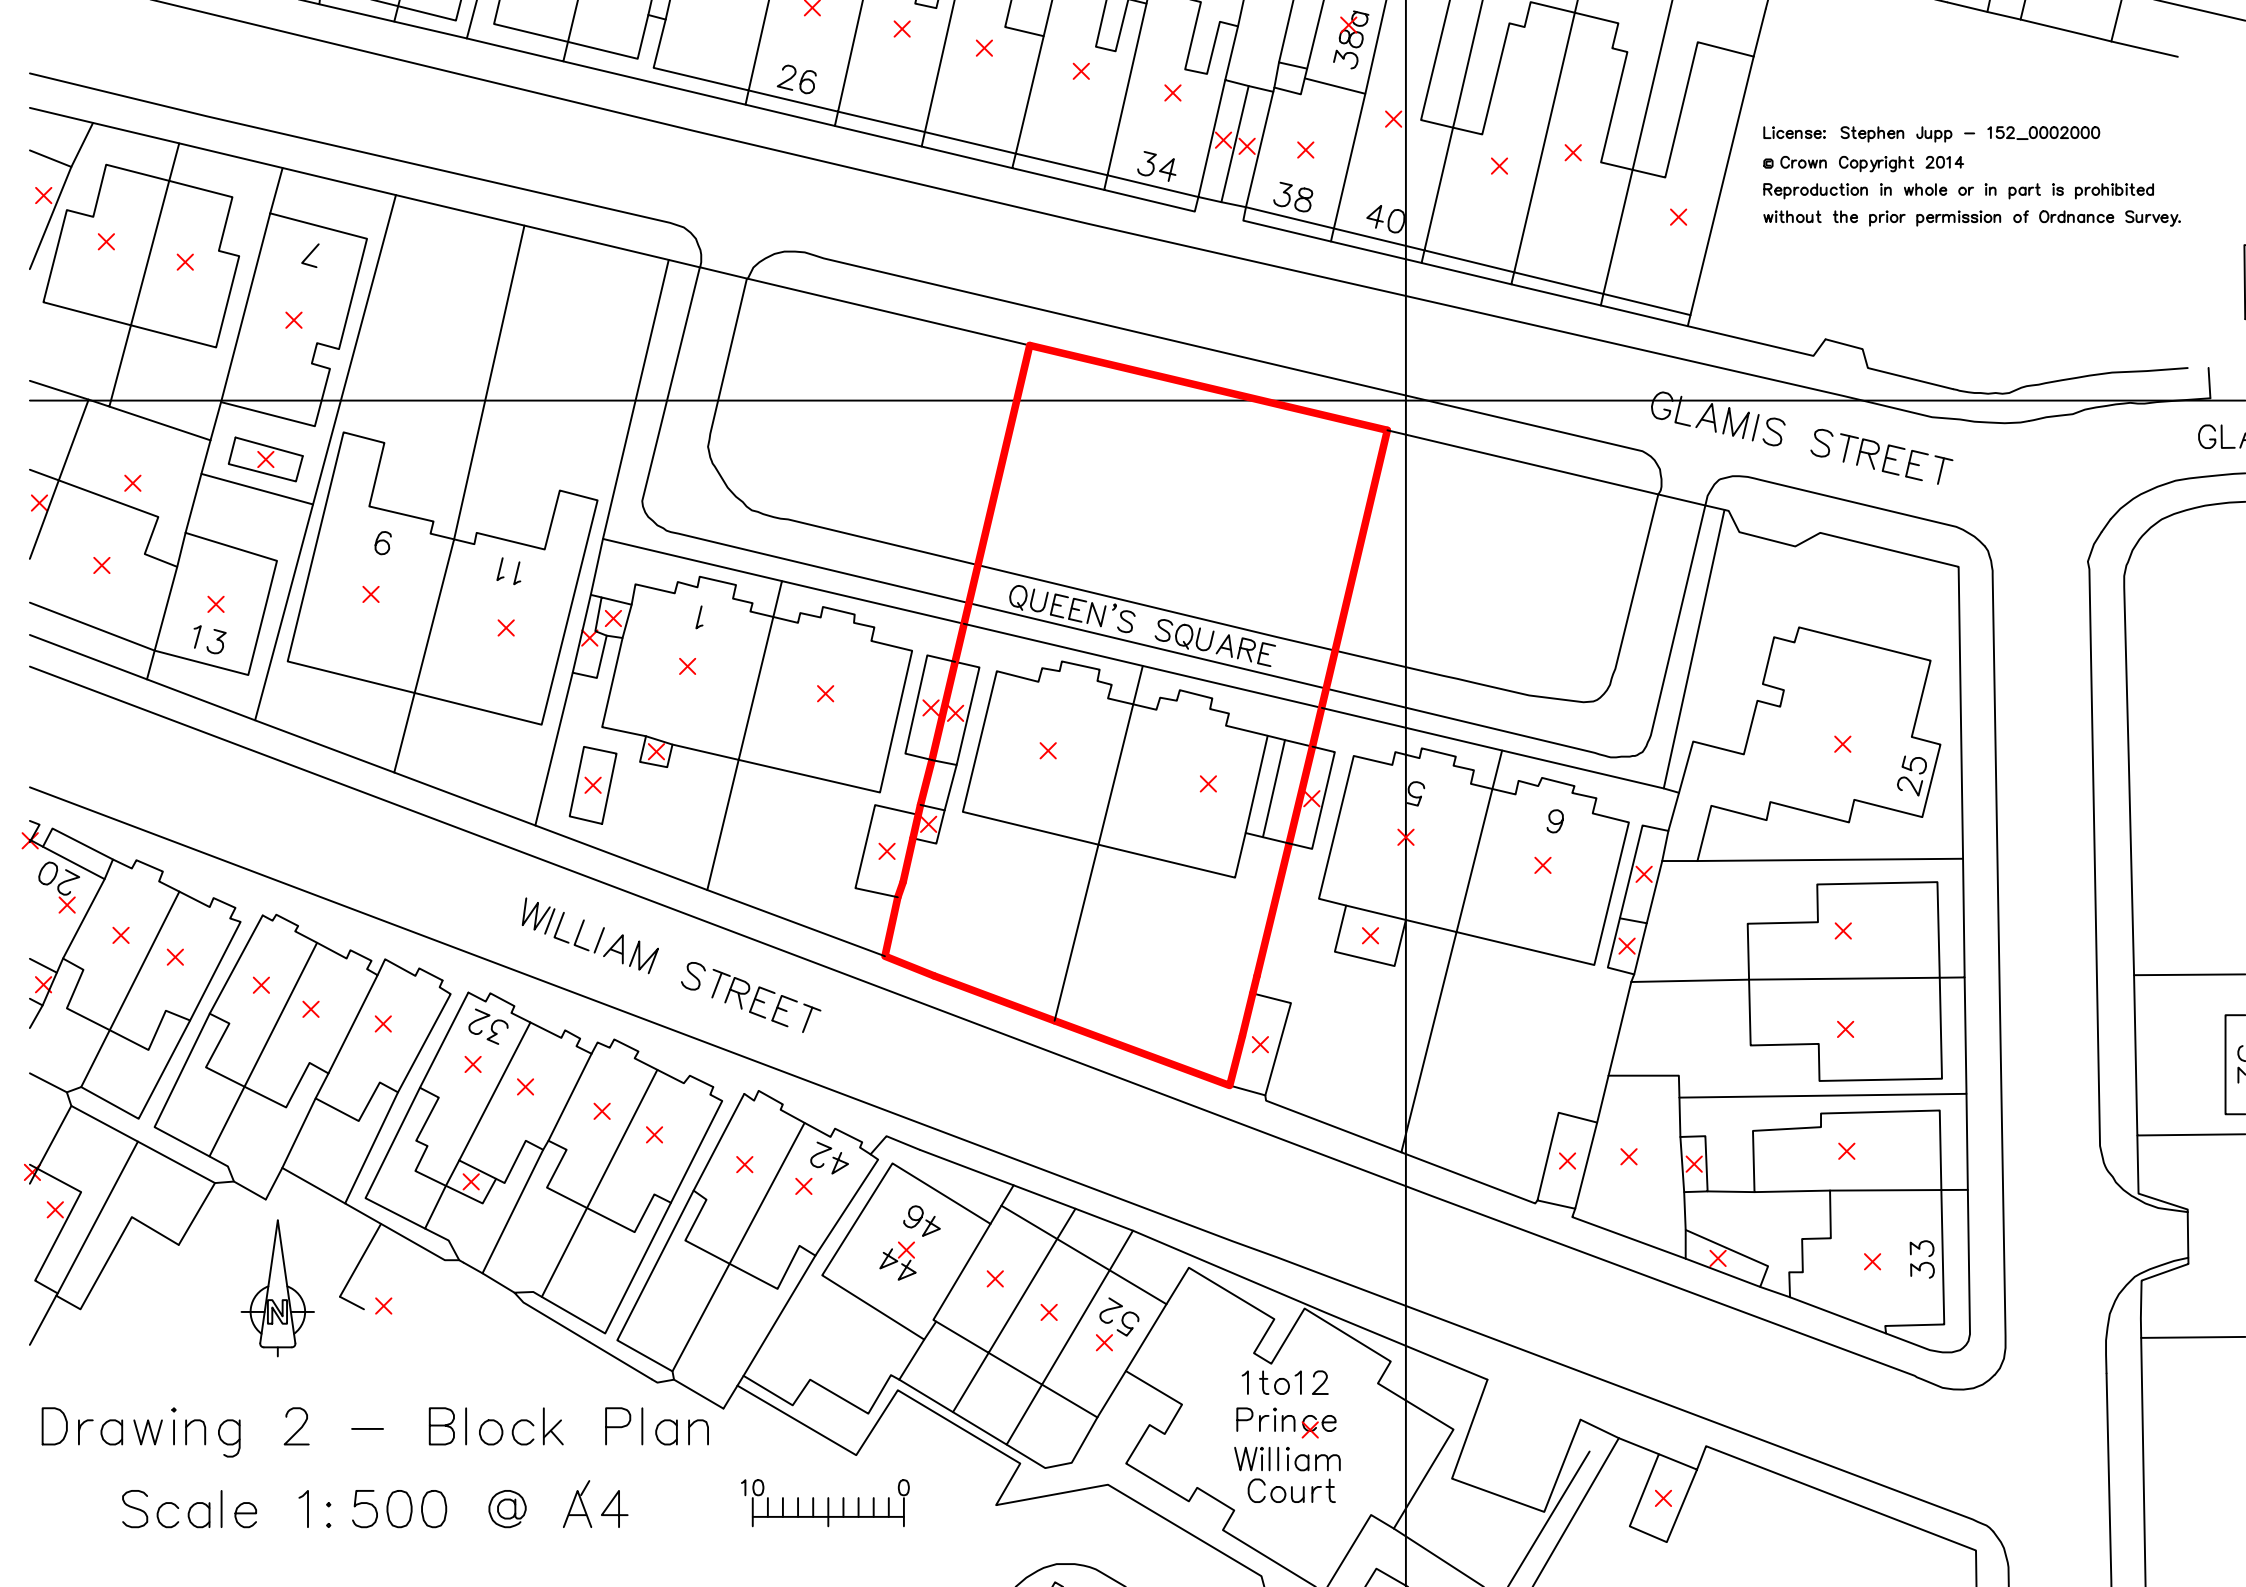 26
38a
34
38
40
License: Stephen Jupp – 152_0002000
© Crown Copyright 2014
Reproduction in whole or in part is prohibited
without the prior permission of Ordnance Survey.
7
GLAMIS STREET
GLA
9
11
13
1
QUEEN'S SQUARE
5
6
25
20
WILLIAM STREET
32
42
46
44
52
33
N
1to12
Prince
William
Court
Drawing 2 – Block Plan
Scale 1:500 @ A4
10 0